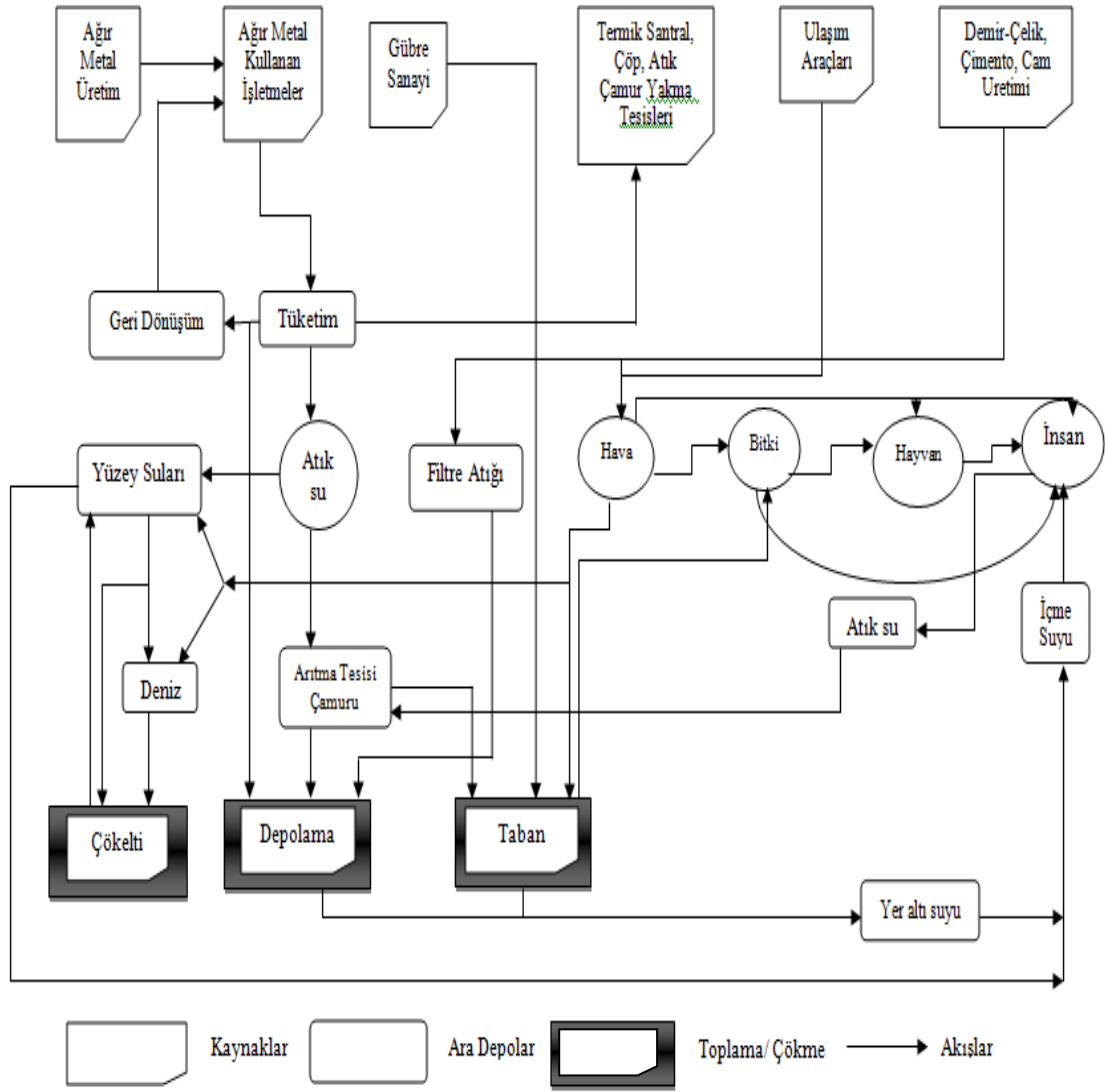 Ağır
Metal
Üretim
Ağır Metal
Kullanan
İşletmeler
Gübre
Sanayi
Termik Santral,
Çöp, Atık
Çamur Yakma
Tesisleri
Ulaşım
Araçları
Demir-Çelik,
Çimento, Cam
Uretimi
Geri Dönüşüm
Tüketim
Yüzey Suları
Atık
su
Filtre Atığı
Hava
Bitki
Hayvan
İnsan
Atık su
İçme
Suyu
Deniz
Arıtma Tesisi
Çamuru
Çökelti
Depolama
Taban
Yer altı suyu
Kaynaklar
Ara Depolar
Toplama/ Çökme
Akışlar